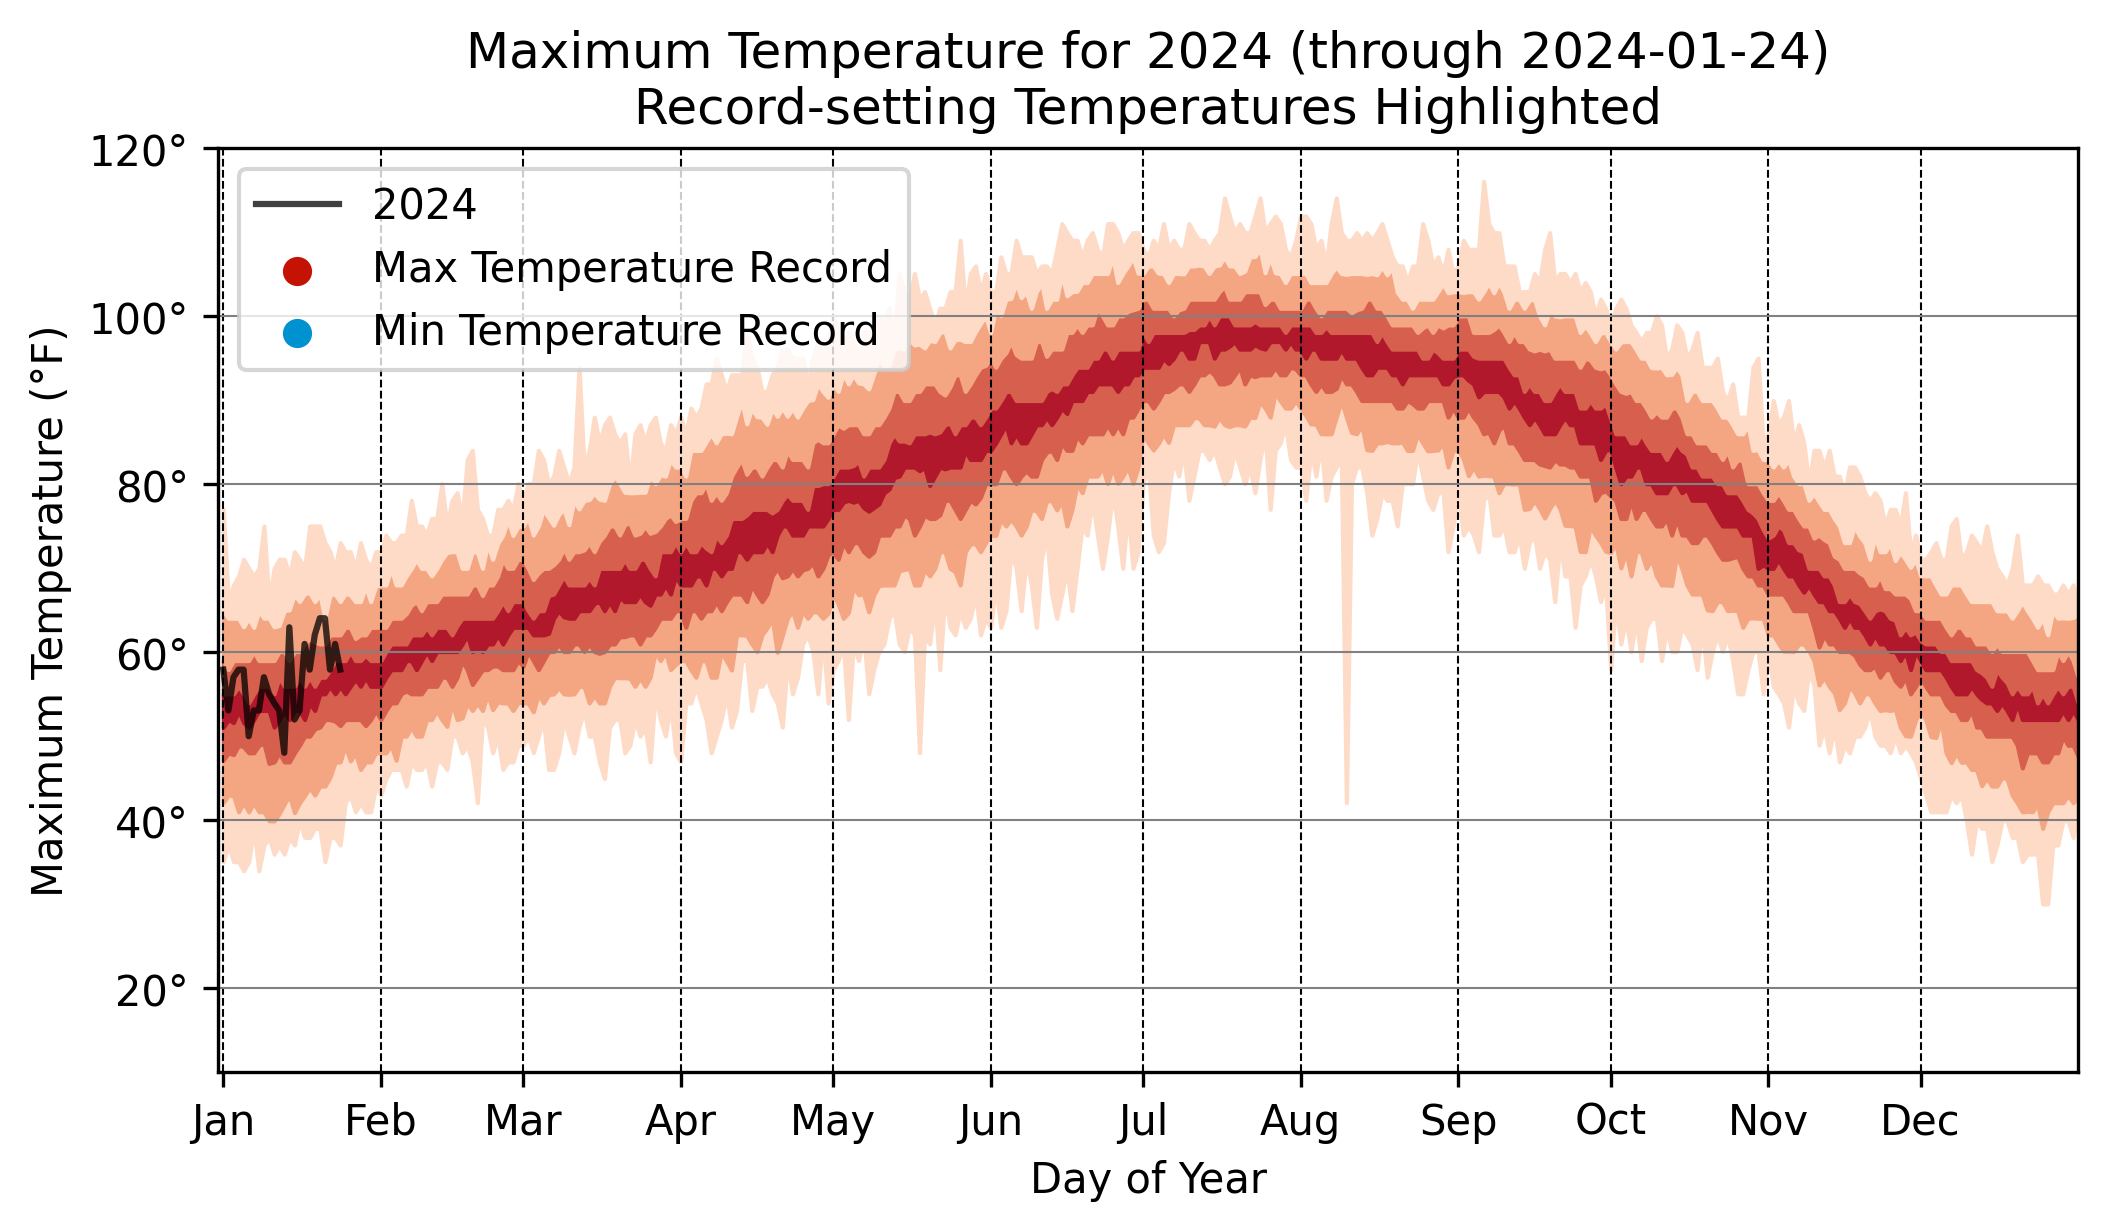 Maximum Temperature for 2024 (through 2024-01-24)
Record-setting Temperatures Highlighted
120°
100°
80°
60°
40°
20°
Maximum Temperature (°F)
2024
Max Temperature Record
Min Temperature Record
Jan Feb Mar Apr May Jun Jul Aug Sep Oct Nov Dec
Day of Year